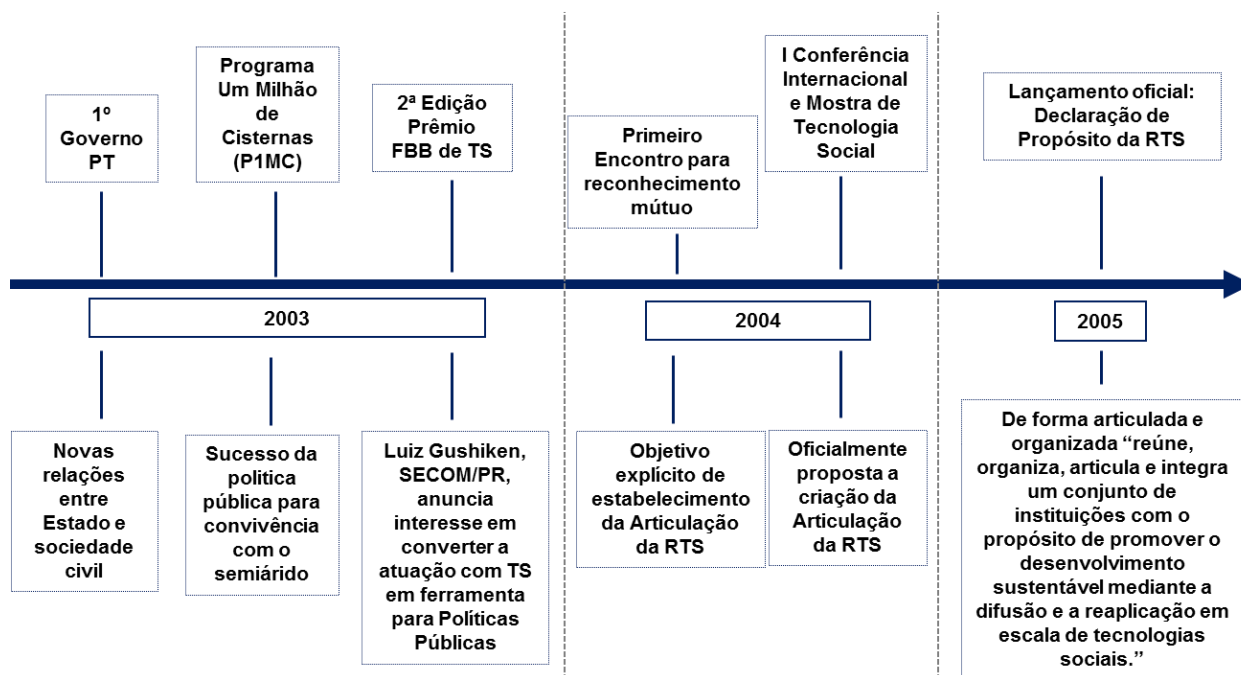 1º
Governo
PT
Programa
Um Milhão
de
Cisternas
(P1MC)
2ª Edição
Prêmio
FBB de TS
Primeiro
Encontro para
reconhecimento
mútuo
I Conferência
Internacional
e Mostra de
Tecnologia
Social
Lançamento oficial:
Declaração de
Propósito da RTS
2003
2004
2005
Novas
relações
entre
Estado e
sociedade
civil
Sucesso da
politica
pública para
convivência
com o
semiárido
Luiz Gushiken,
SECOM/PR,
anuncia
interesse em
converter a
atuação com TS
em ferramenta
para Políticas
Públicas
Objetivo
explícito de
estabelecimento
da Articulação
da RTS
Oficialmente
proposta a
criação da
Articulação
da RTS
De forma articulada e
organizada “reúne,
organiza, articula e integra
um conjunto de
instituições com o
propósito de promover o
desenvolvimento
sustentável mediante a
difusão e a reaplicação em
escala de tecnologias
sociais.”